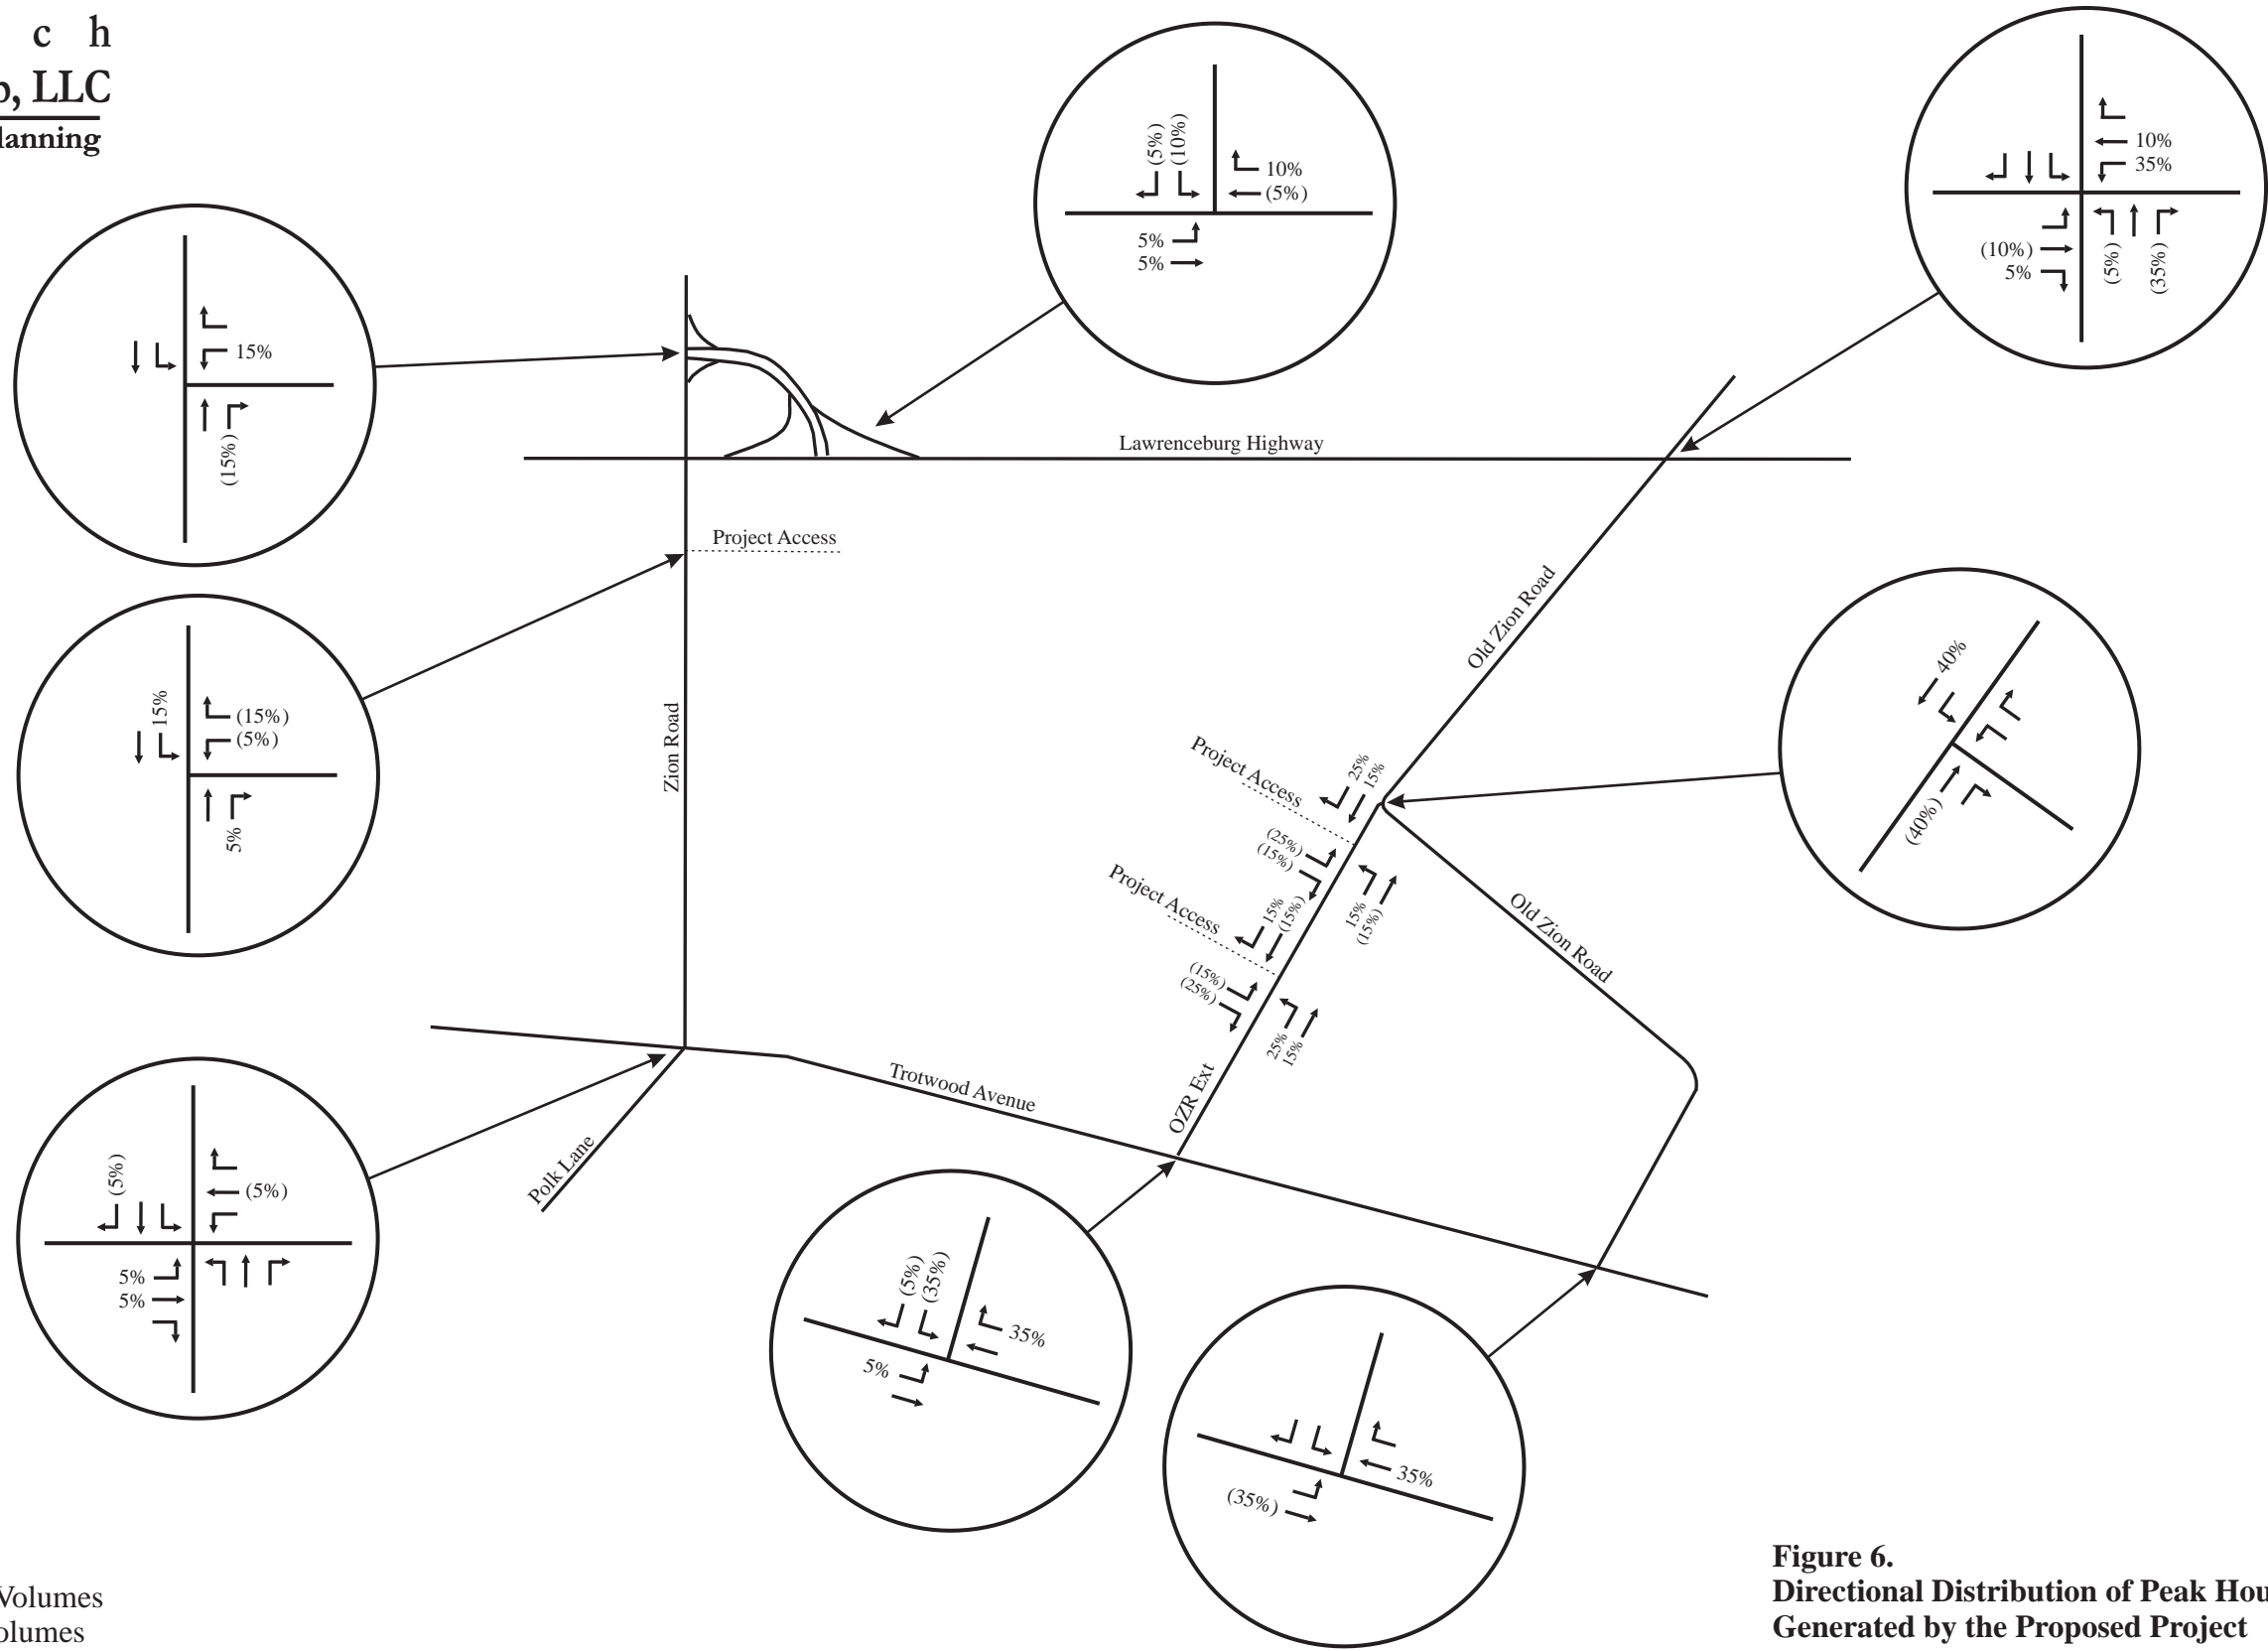 c h
, LLC
(5%)
(10%)
10%
(5%)
5%
5%
10%
35%
(10%)
5%
(5%)
(35%)
15%
(15%)
Lawrenceburg Highway
Project Access
Old Zion Road
15%
(15%)
(5%)
5%
Zion Road
40%
(40%)
Project Access
25%
15%
(25%)
(15%)
15%
(15%)
Project Access
15%
(15%)
(15%)
(25%)
25%
15%
Old Zion Road
OZR Ext
Trotwood Avenue
Polk Lane
(5%)
(5%)
5%
5%
(5%)
(35%)
35%
5%
35%
(35%)
Volumes
Figure 6.
Directional Distribution of Peak
Generated by the Proposed Project